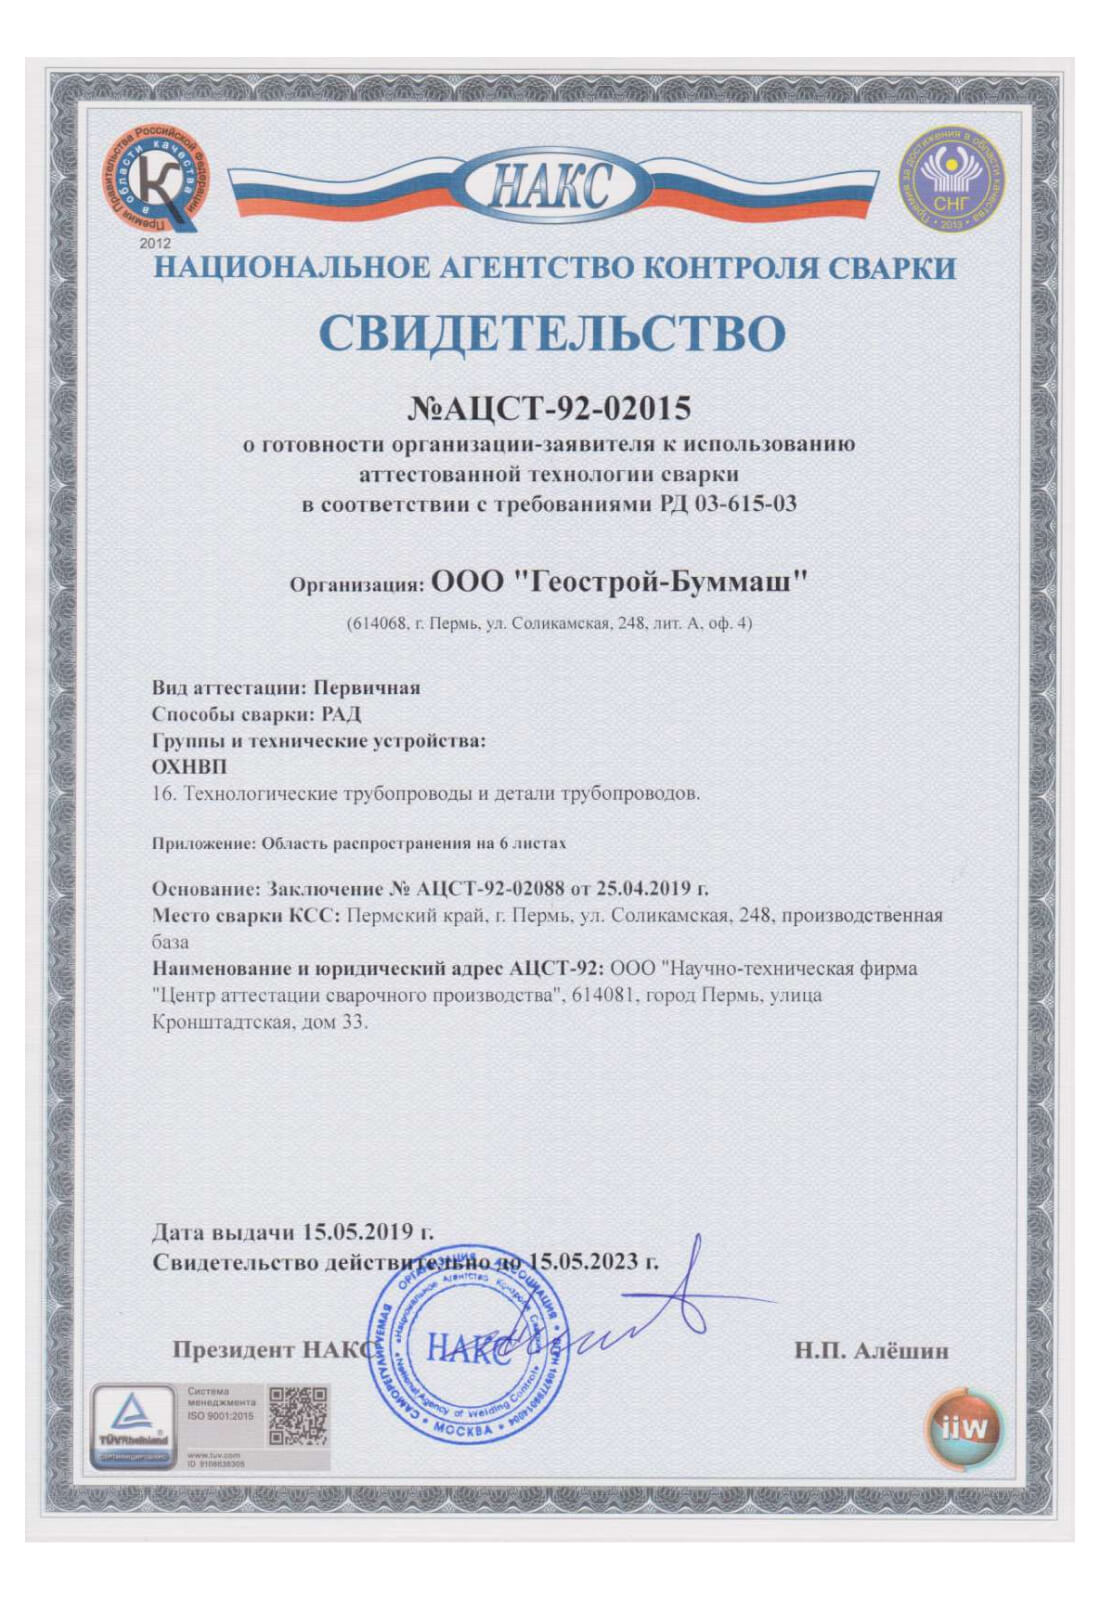 Премия Правительства Российской Федерации в области качества
2012
НАКС
Премия за достижения в области качества
СНГ
НАЦИОНАЛЬНОЕ АГЕНТСТВО КОНТРОЛЯ СВАРКИ
СВИДЕТЕЛЬСТВО
№АЦСТ-92-02015
о готовности организации-заявителя к использованию
аттестованной технологии сварки
в соответствии с требованиями РД 03-615-03
Организация: ООО "Геострой-Буммаш"
(614068, г. Пермь, ул. Соликамская, 248, лит. А, оф. 4)
Вид аттестации: Первичная
Способы сварки: РАД
Группы и технические устройства:
ОХНВП
16. Технологические трубопроводы и детали трубопроводов.
Приложение: Область распространения на 6 листах
Основание: Заключение № АЦСТ-92-02088 от 25.04.2019 г.
Место сварки КСС: Пермский край, г. Пермь, ул. Соликамская, 248, производственная
база
Наименование и юридический адрес АЦСТ-92: ООО "Научно-техническая фирма
"Центр аттестации сварочного производства", 614081, город Пермь, улица
Кронштадтская, дом 33.
Дата выдачи 15.05.2019 г.
Свидетельство действительно до 15.05.2023 г.
Президент НАКС
Н.П. Алёшин
САМОРЕГУЛИРУЕМАЯ ОРГАНИЗАЦИЯ АССОЦИАЦИЯ
МОСКВА
«Национальное Агентство Контроля Сварки»
«National Agency of Welding Control»
НАКС
TÜVRheinland
Система
менеджмента
ISO 9001:2015
www.tuv.com
iiw